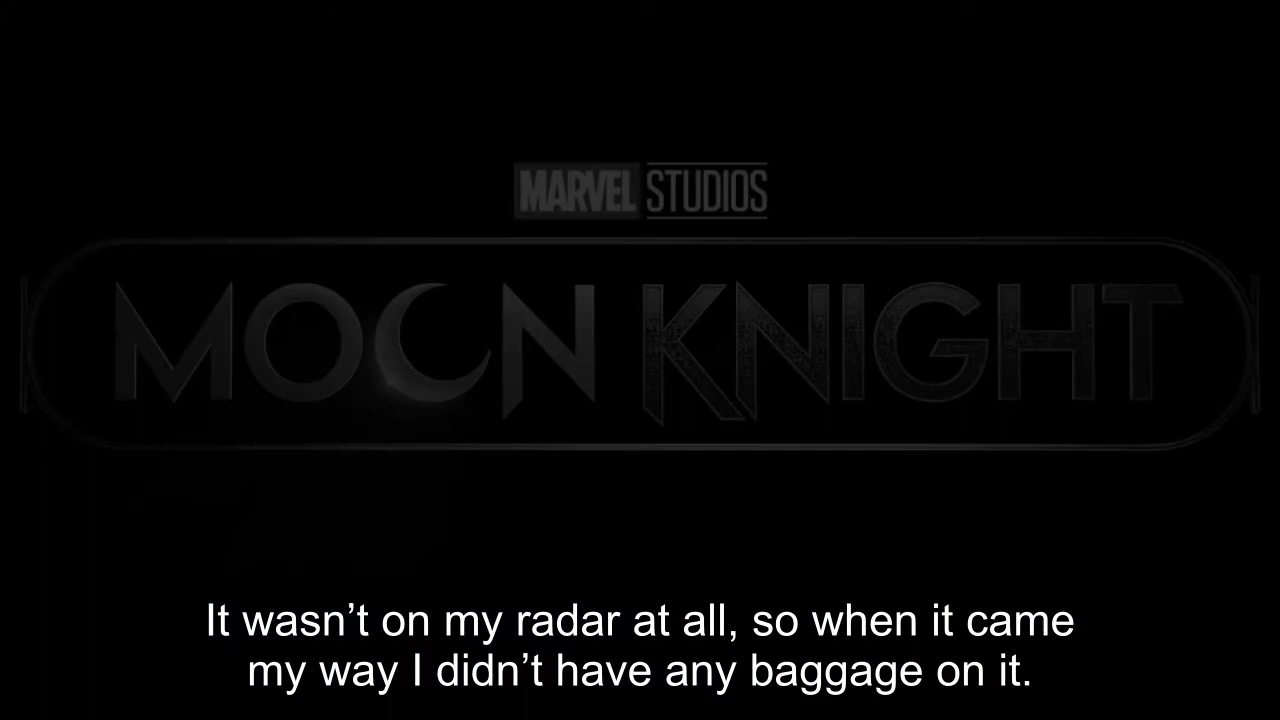 MARVEL STUDIOS
MOON KNIGHT
It wasn’t on my radar at all, so when it came
my way I didn’t have any baggage on it.